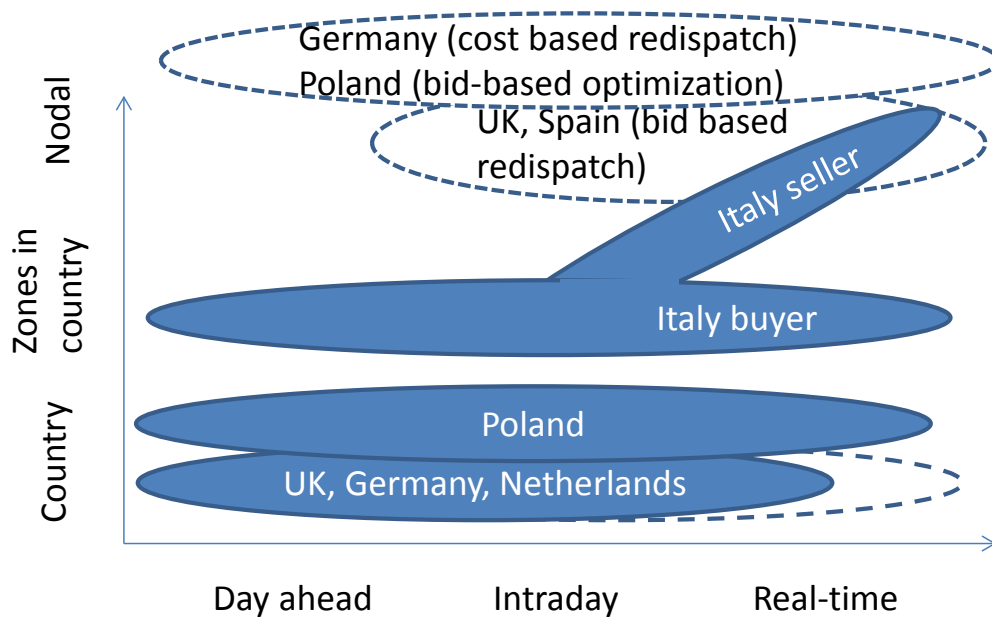 Germany (cost based redispatch)
Poland (bid-based optimization)
UK, Spain (bid based
redispatch)
Nodal
Italy seller
Zones in
country
Italy buyer
Country
Poland
UK, Germany, Netherlands
Day ahead
Intraday
Real-time